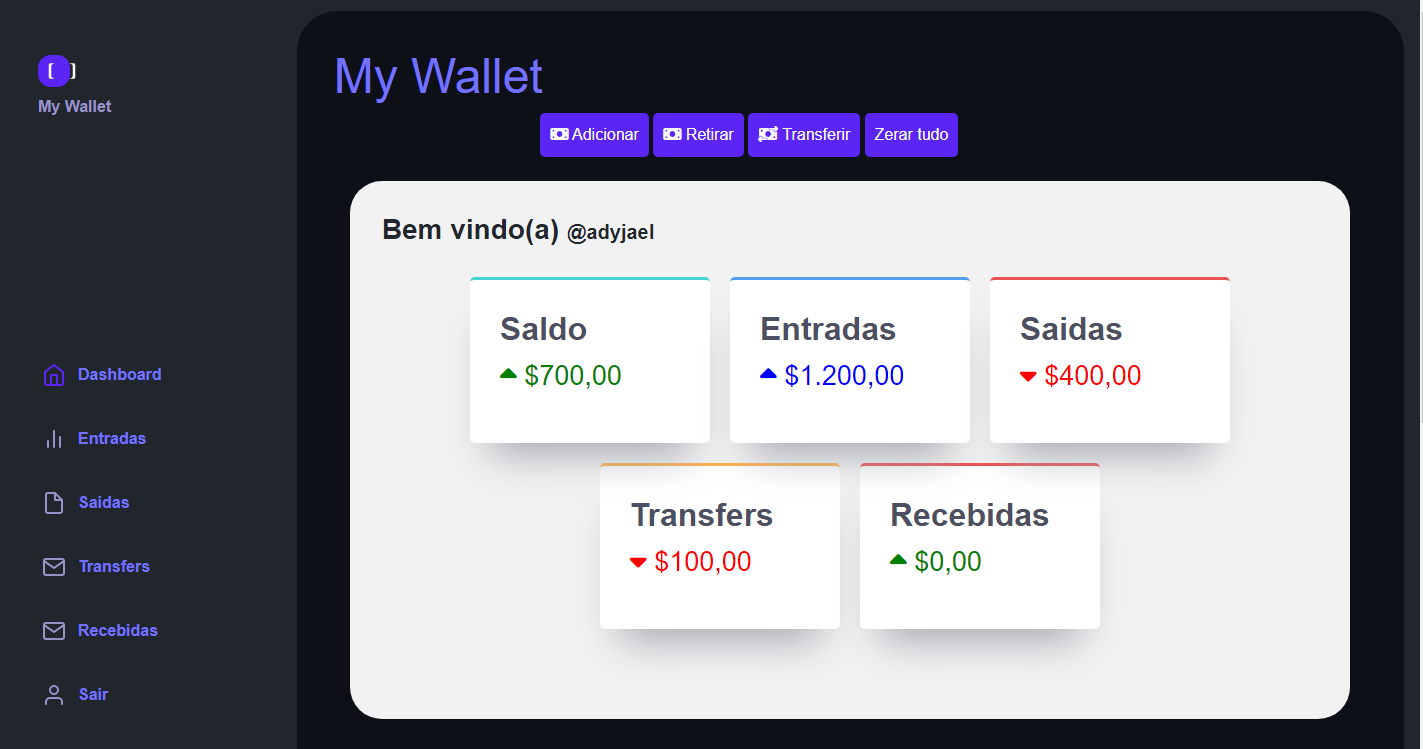 [ ]
My Wallet
Dashboard
Entradas
Saidas
Transfers
Recebidas
Sair
My Wallet
Adicionar Retirar Transferir Zerar tudo
Bem vindo(a) @adyjael
Saldo
$700,00
Entradas
$1.200,00
Saidas
$400,00
Transfers
$100,00
Recebidas
$0,00